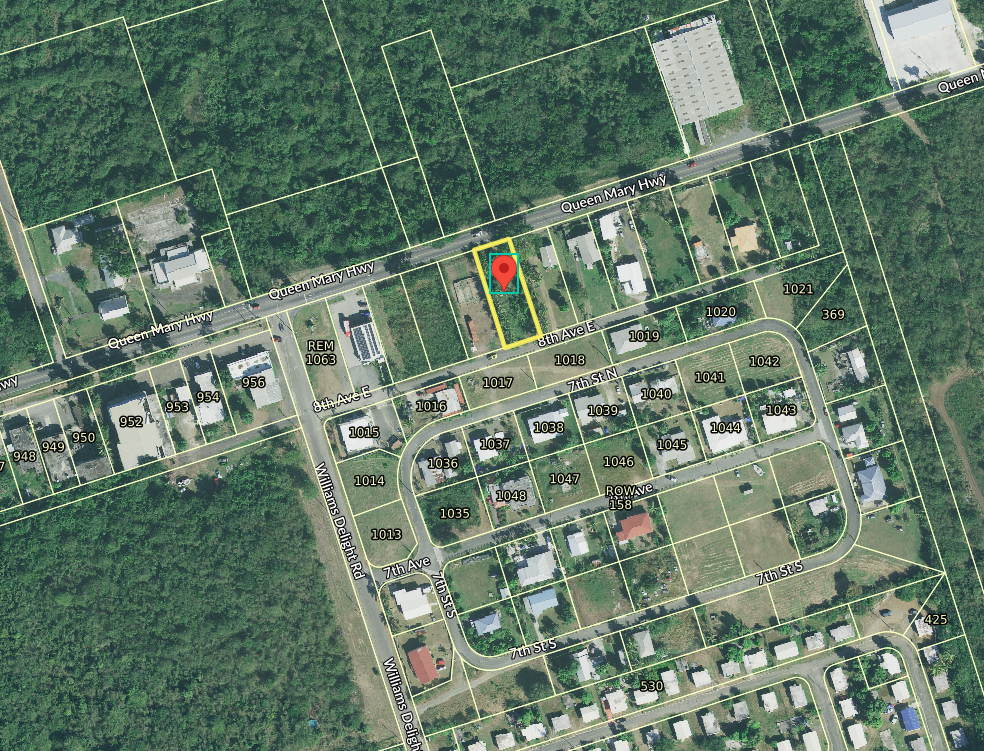 Queen M
Queen Mary Hwy
Queen Mary Hwy
Queen Mary Hwy
wy
1021
369
1020
8th Ave E
1019
1018
REM
1063
1042
1041
7th St N
1017
956
954
953
952
950
949
948
7
8th Ave E
1016
1040
1039
1043
1015
1038
1044
1037
1045
1036
1046
1014
1047
ROW
158
Ave
1048
1035
Williams Delight Rd
1013
7th Ave
7th St S
7th St S
7th St S
425
530
Williams Deligh